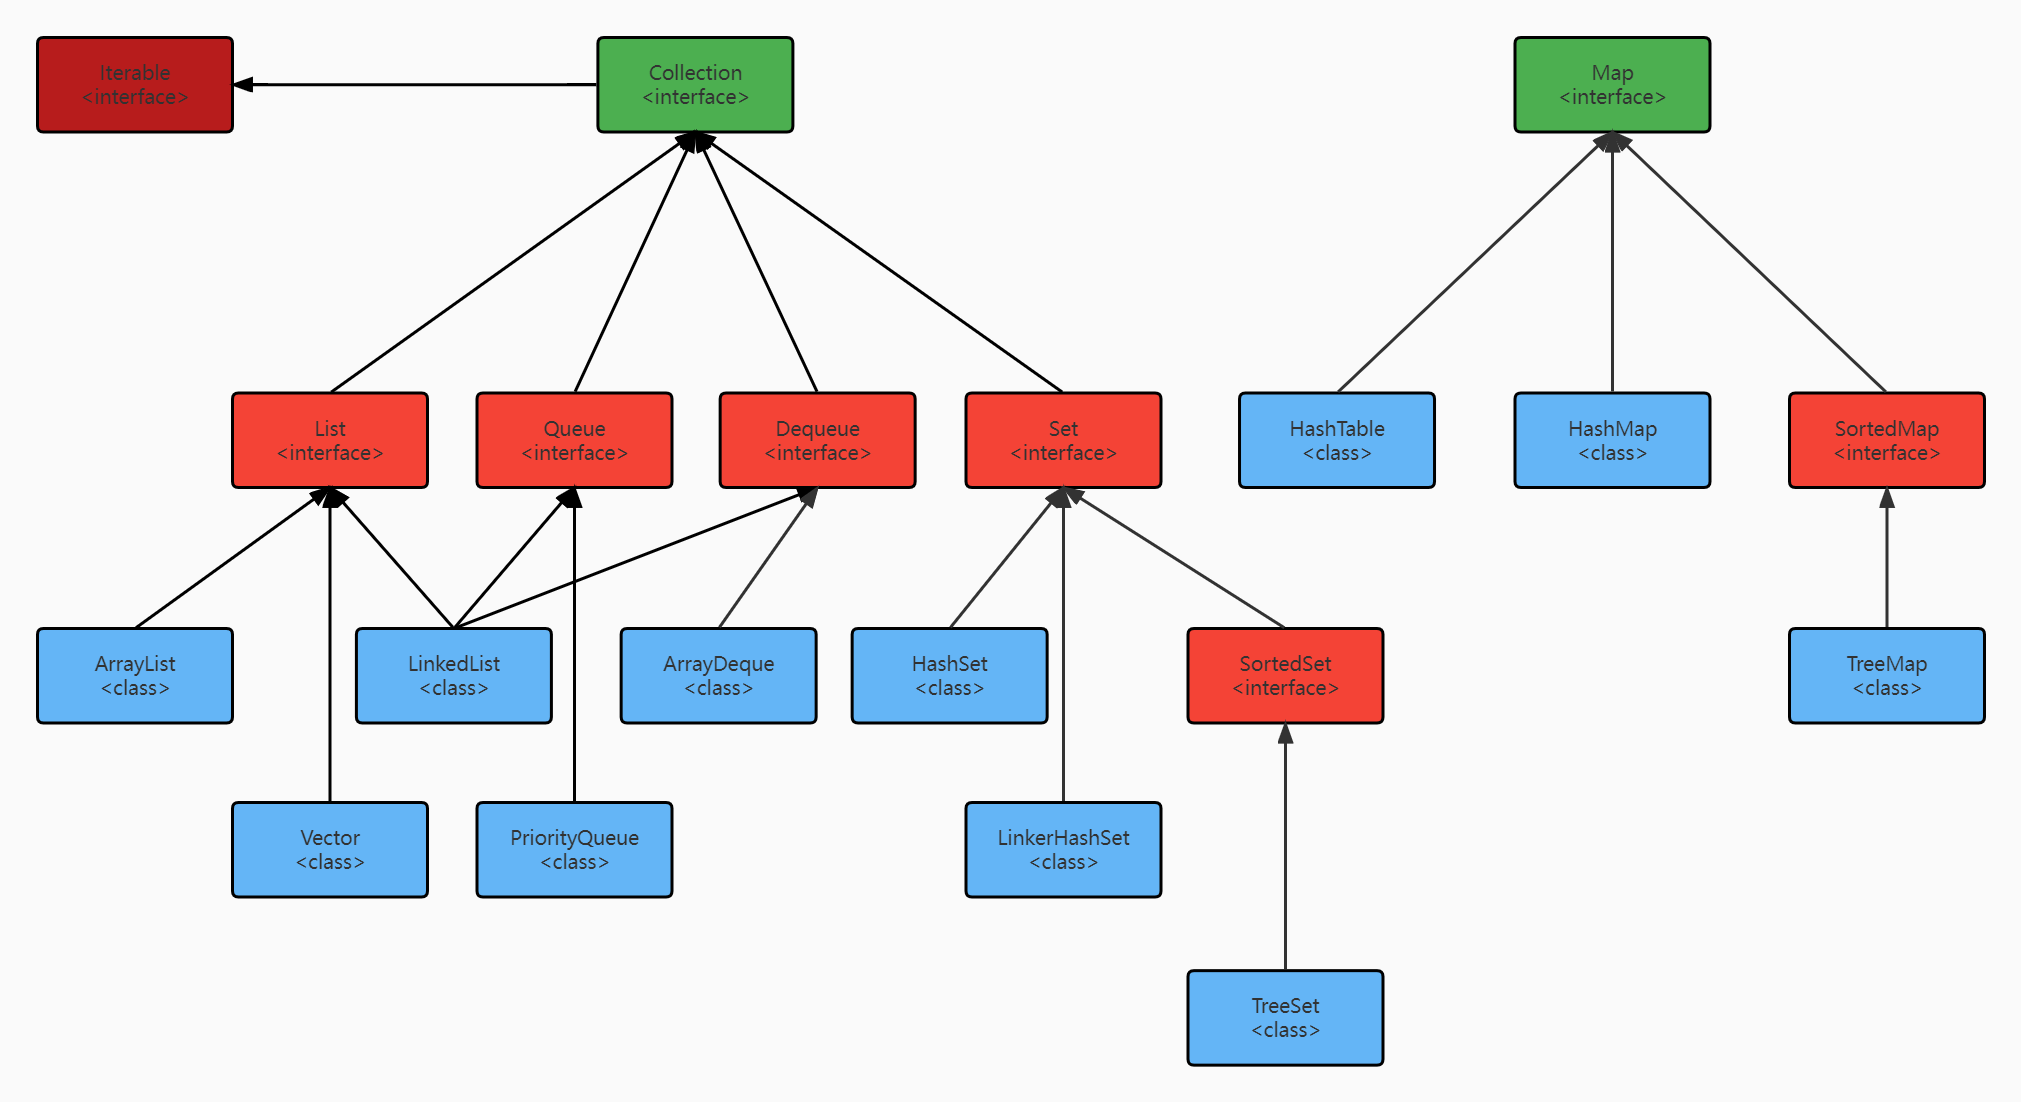 Iterable
<interface>
Collection
<interface>
Map
<interface>
List
<interface>
Queue
<interface>
Dequeue
<interface>
Set
<interface>
HashTable
<class>
HashMap
<class>
SortedMap
<interface>
ArrayList
<class>
LinkedList
<class>
ArrayDeque
<class>
HashSet
<class>
SortedSet
<interface>
TreeMap
<class>
Vector
<class>
PriorityQueue
<class>
LinkerHashSet
<class>
TreeSet
<class>